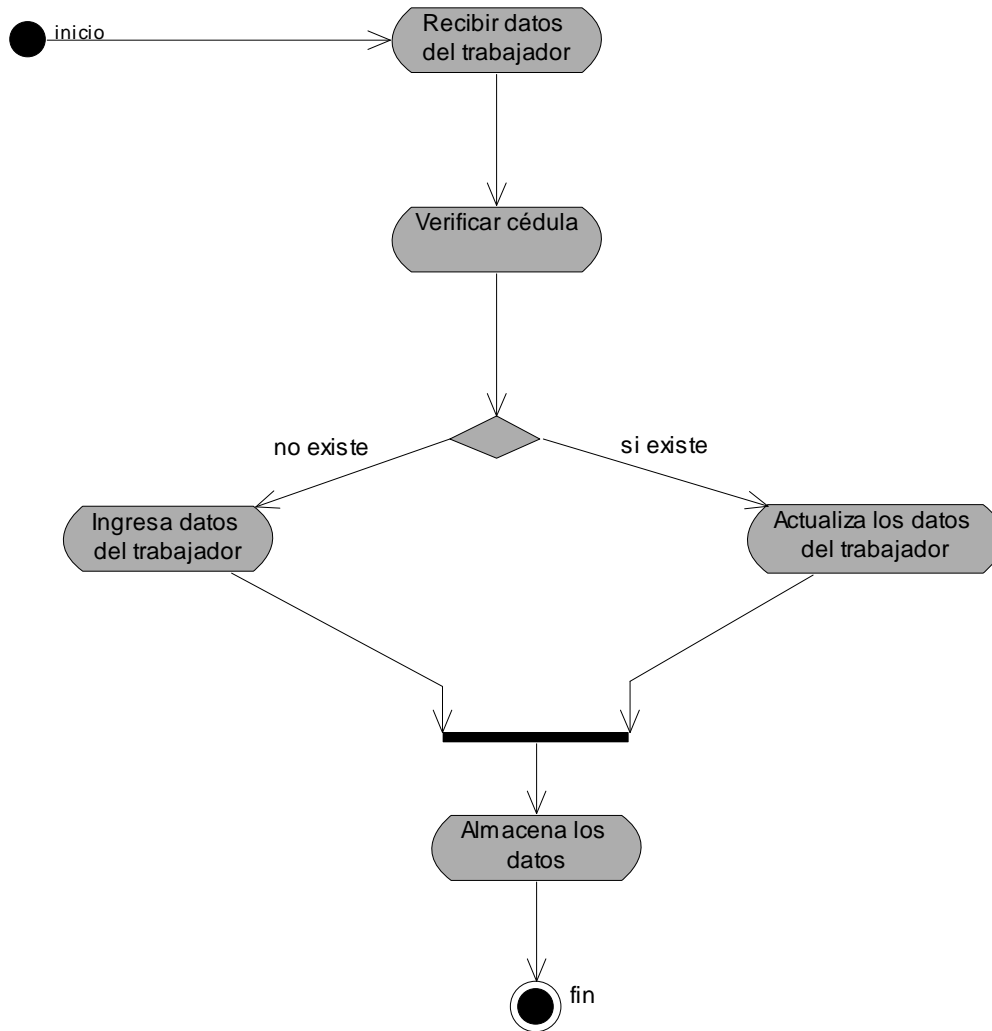 inicio
Recibir datos
del trabajador
Verificar cédula
no existe
si existe
Ingresa datos
del trabajador
Actualiza los datos
del trabajador
Almacena los
datos
fin